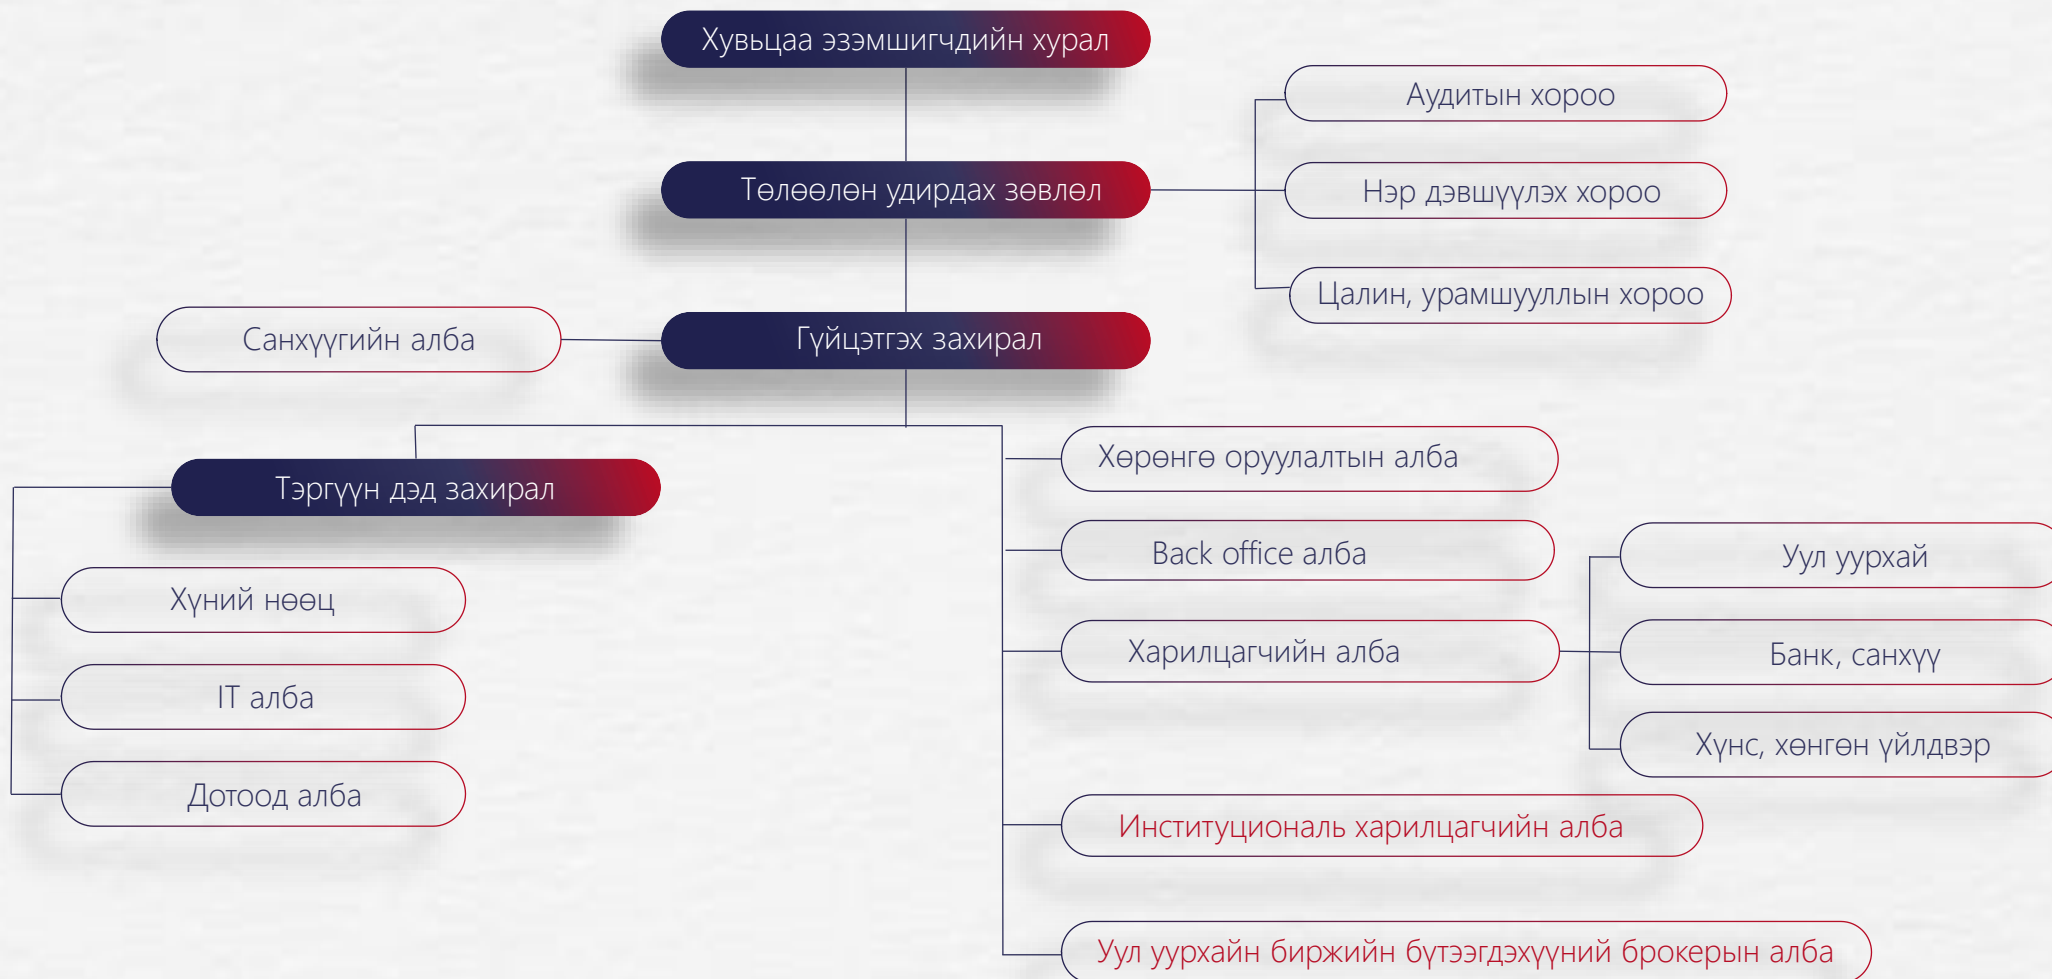 Хувьцаа эзэмшигчдийн хурал
Аудитын хороо
Төлөөлөн удирдах зөвлөл
Нэр дэвшүүлэх хороо
Цалин, урамшууллын хороо
Санхүүгийн алба
Гүйцэтгэх захирал
Тэргүүн дэд захирал
Хүний нөөц
IT алба
Дотоод алба
Хөрөнгө оруулалтын алба
Back office алба
Харилцагчийн алба
Уул уурхай
Банк, санхүү
Хүнс, хөнгөн үйлдвэр
Институциональ харилцагчийн алба
Уул уурхайн биржийн бүтээгдэхүүний брокерын алба